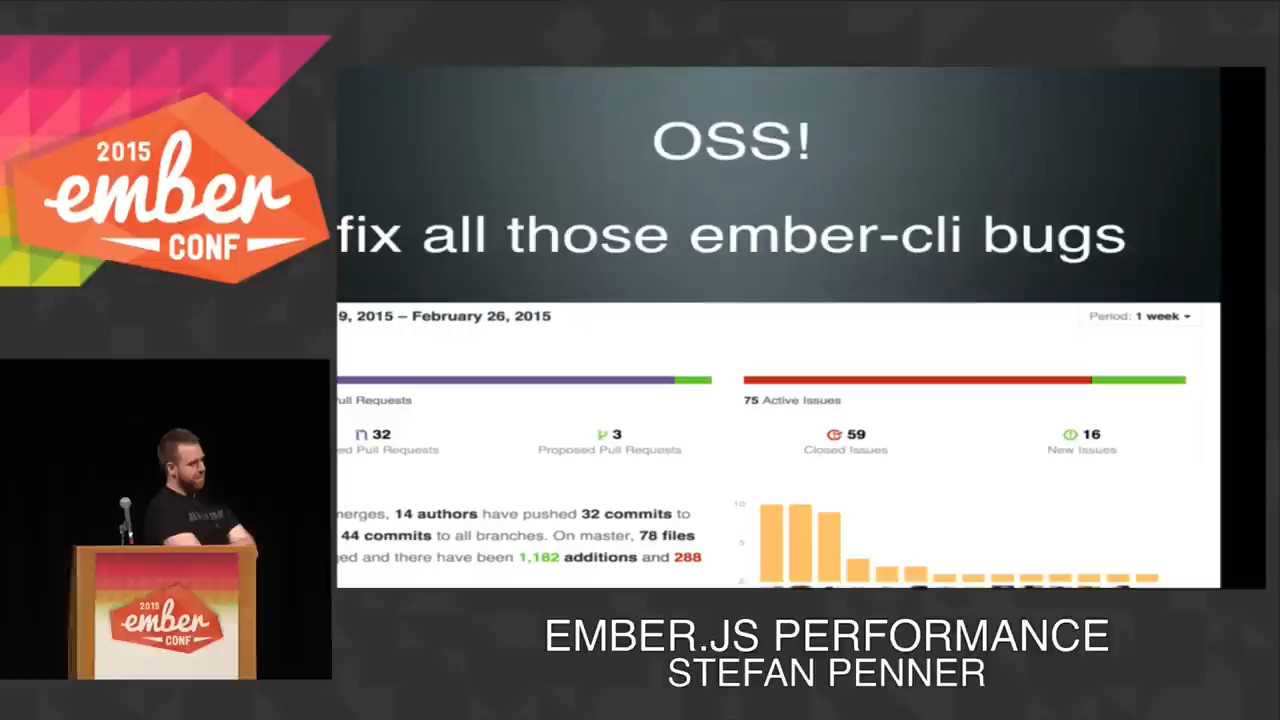 2015
ember
CONF
OSS!
fix all those ember-cli bugs
9, 2015 – February 26, 2015
Period: 1 week
ull Requests
75 Active Issues
32
3
59
16
ed Pull Requests
Proposed Pull Requests
Closed Issues
New Issues
nerges, 14 authors have pushed 32 commits to
44 commits to all branches. On master, 78 files
ged and there have been 1,182 additions and 288
10
5
2015
ember
CONF
EMBER.JS PERFORMANCE
STEFAN PENNER